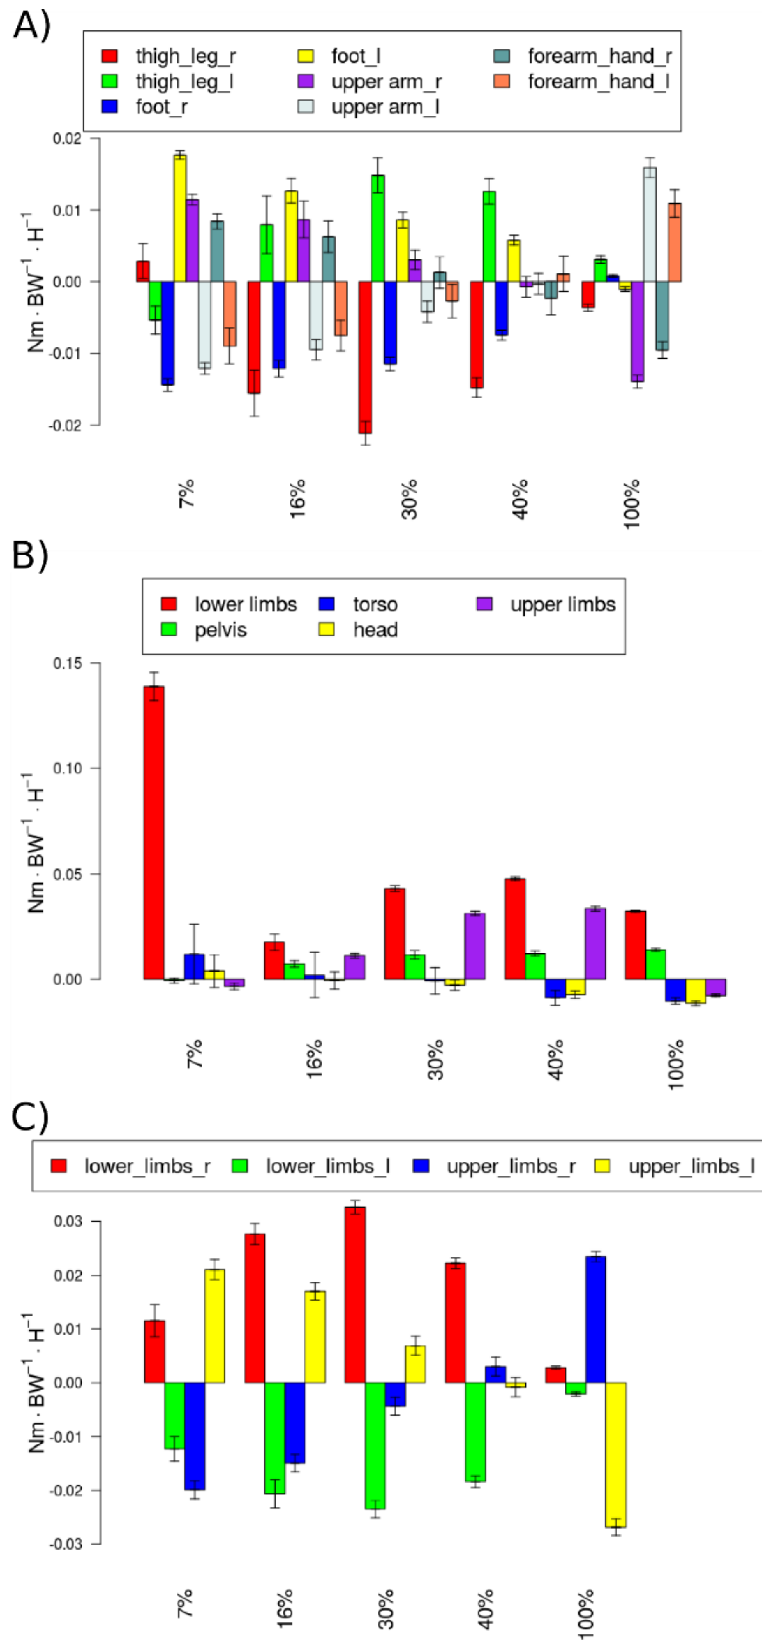 A)
thigh_leg_r foot_l forearm_hand_r
thigh_leg_l upper arm_r forearm_hand_l
foot_r upper arm_l
0.02
0.01
0.00
-0.01
-0.02
Nm · BW⁻¹ · H⁻¹
7% 16% 30% 40% 100%
B)
lower limbs torso upper limbs
pelvis head
0.15
0.10
0.05
0.00
Nm · BW⁻¹ · H⁻¹
7% 16% 30% 40% 100%
C)
lower_limbs_r lower_limbs_l upper_limbs_r upper_limbs_l
0.03
0.02
0.01
0.00
-0.01
-0.02
-0.03
Nm · BW⁻¹ · H⁻¹
7% 16% 30% 40% 100%